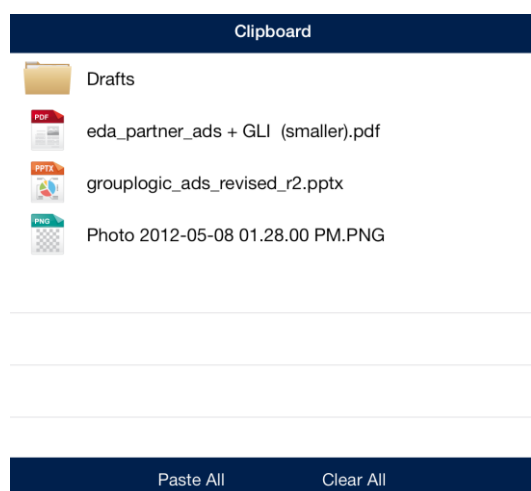 Clipboard
Drafts
PDF
eda_partner_ads + GLI  (smaller).pdf
PPTX
grouplogic_ads_revised_r2.pptx
PNG
Photo 2012-05-08 01.28.00 PM.PNG
Paste All Clear All